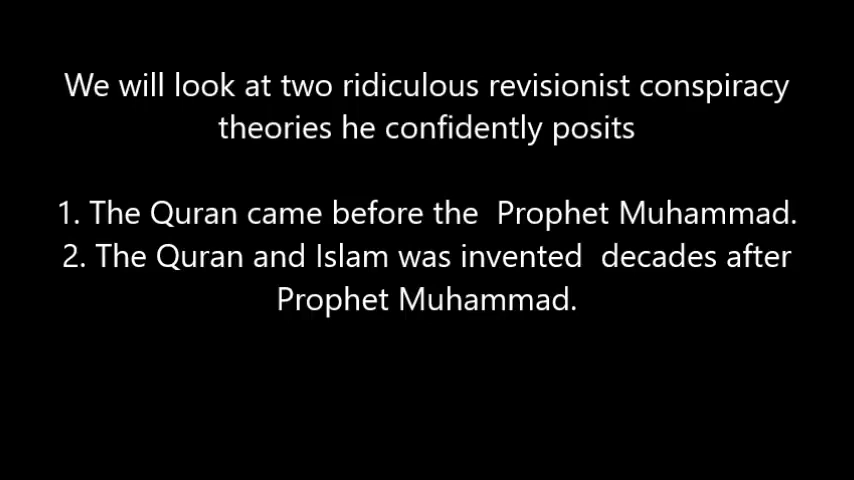 We will look at two ridiculous revisionist conspiracy
theories he confidently posits
1. The Quran came before the  Prophet Muhammad.
2. The Quran and Islam was invented  decades after
Prophet Muhammad.